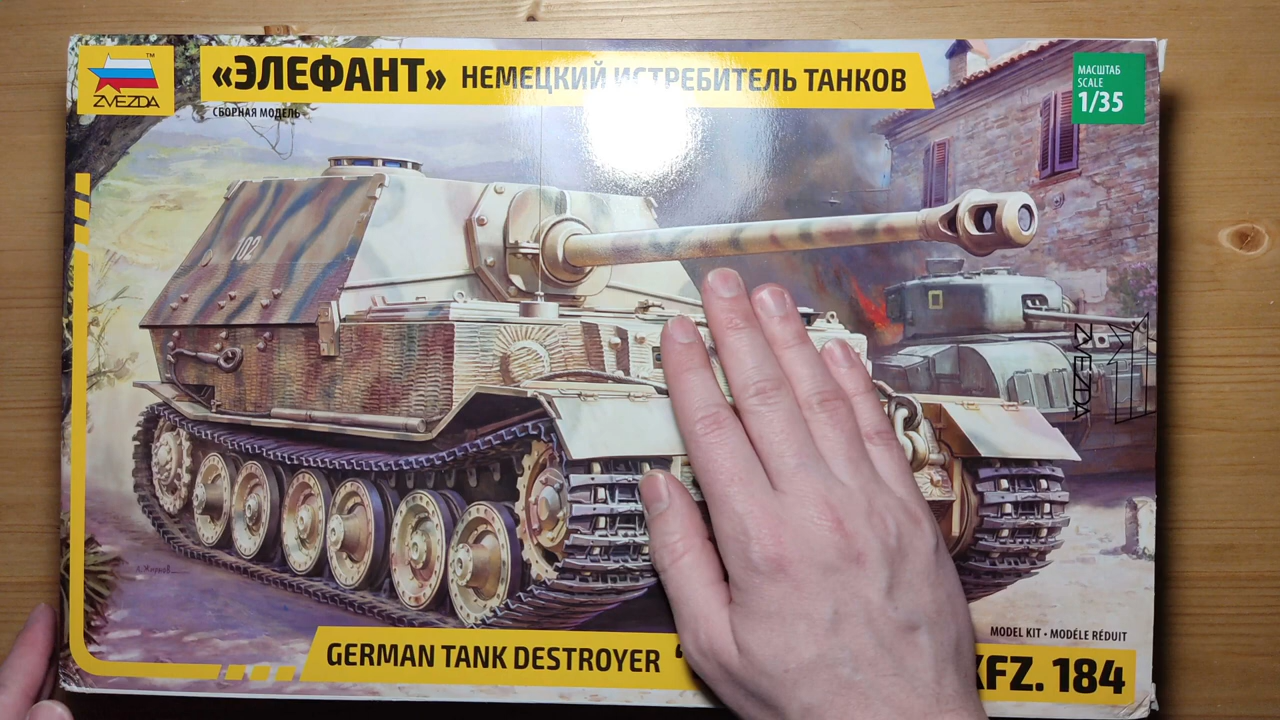 ZVEZDA
™
«ЭЛЕФАНТ» НЕМЕЦКИЙ ИСТРЕБИТЕЛЬ ТАНКОВ
СБОРНАЯ МОДЕЛЬ
МАСШТАБ
SCALE
1/35
102
ZVEZDA
MODEL KIT • MODÈLE RÉDUIT
GERMAN TANK DESTROYER
KFZ. 184